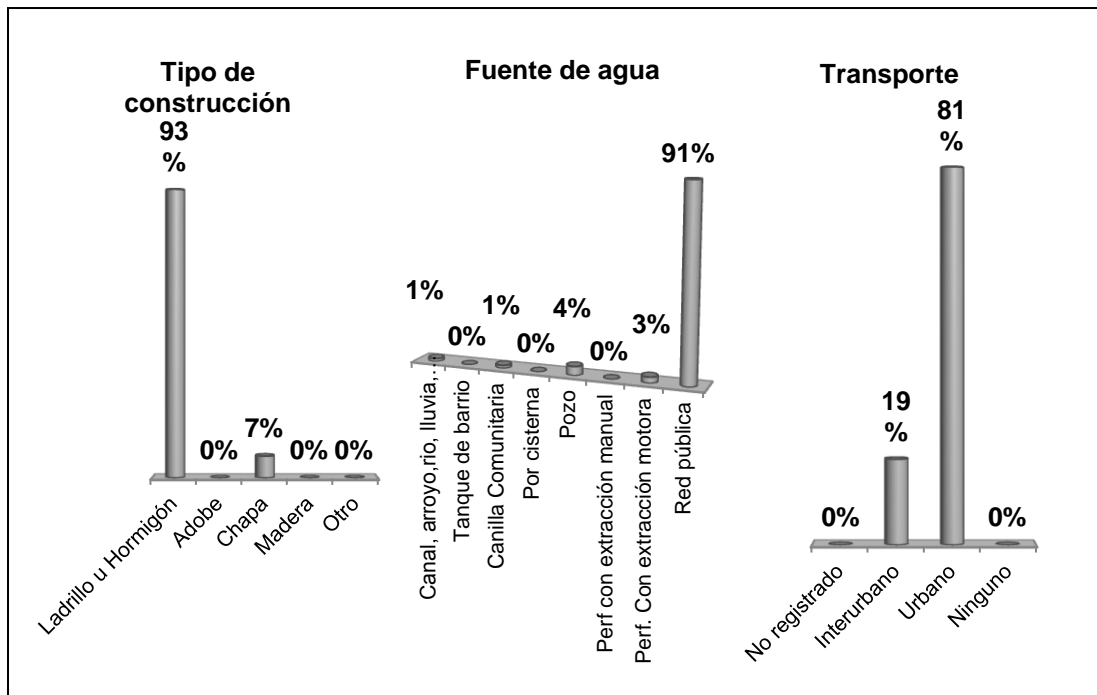 Tipo de
construcción
93
%
0%
7%
0%
0%
Ladrillo u Hormigón
Adobe
Chapa
Madera
Otro
Fuente de agua
1%
0%
1%
0%
4%
0%
3%
91%
Canal, arroyo,rio, lluvia,…
Tanque de barrio
Canilla Comunitaria
Por cisterna
Pozo
Perf con extracción manual
Perf. Con extracción motora
Red pública
Transporte
0%
19
%
81
%
0%
No registrado
Interurbano
Urbano
Ninguno